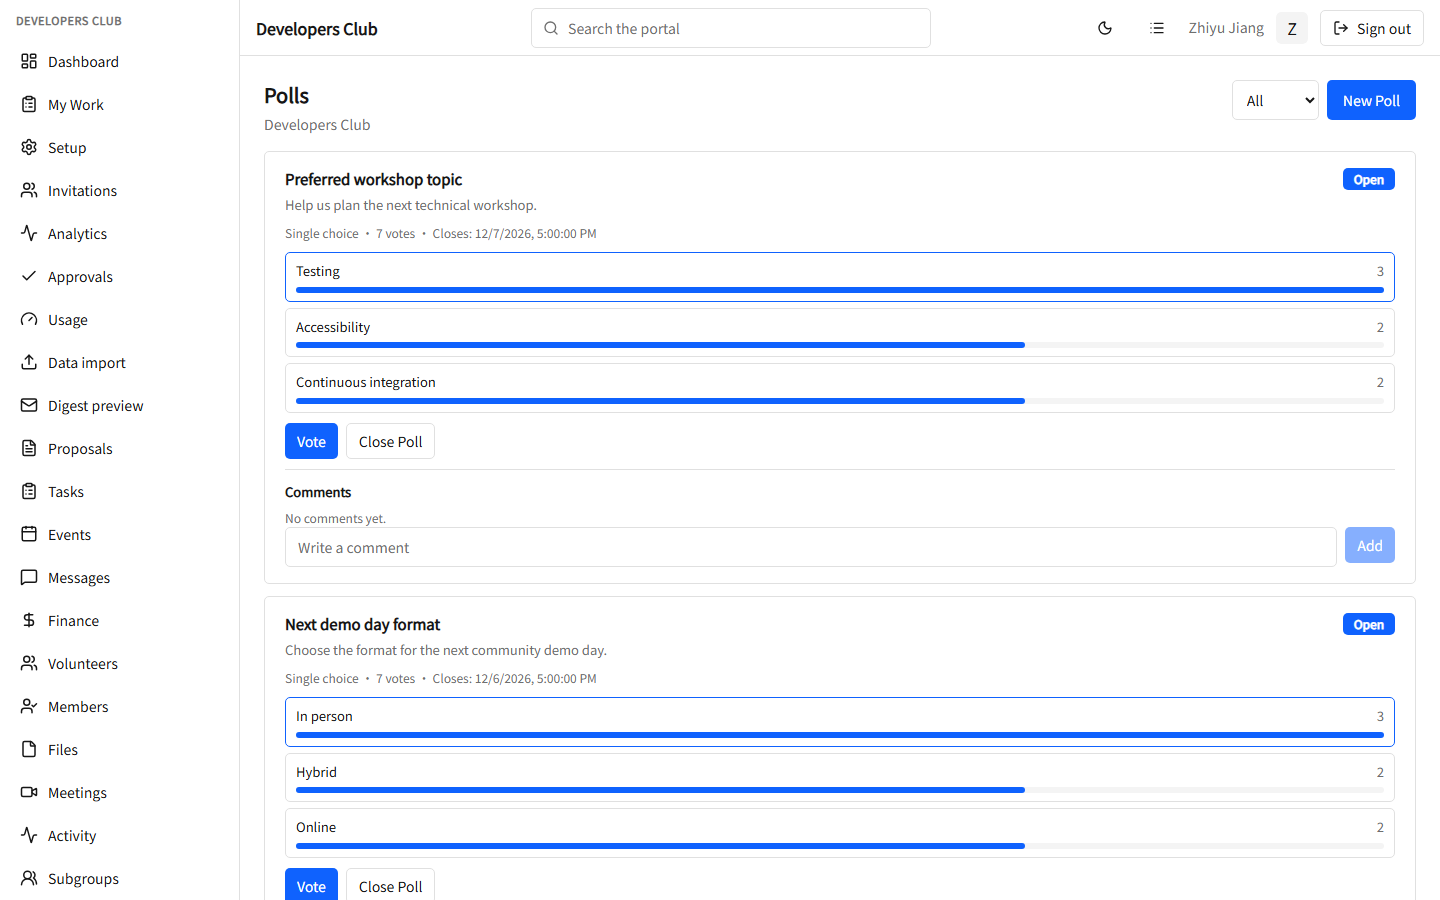 DEVELOPERS CLUB
Dashboard
My Work
Setup
Invitations
Analytics
Approvals
Usage
Data import
Digest preview
Proposals
Tasks
Events
Messages
Finance
Volunteers
Members
Files
Meetings
Activity
Subgroups
Developers Club
Search the portal
Zhiyu Jiang
Z
Sign out
Polls
Developers Club
All
New Poll
Preferred workshop topic
Open
Help us plan the next technical workshop.
Single choice • 7 votes • Closes: 12/7/2026, 5:00:00 PM
Testing 3
Accessibility 2
Continuous integration 2
Vote
Close Poll
Comments
No comments yet.
Write a comment
Add
Next demo day format
Open
Choose the format for the next community demo day.
Single choice • 7 votes • Closes: 12/6/2026, 5:00:00 PM
In person 3
Hybrid 2
Online 2
Vote
Close Poll